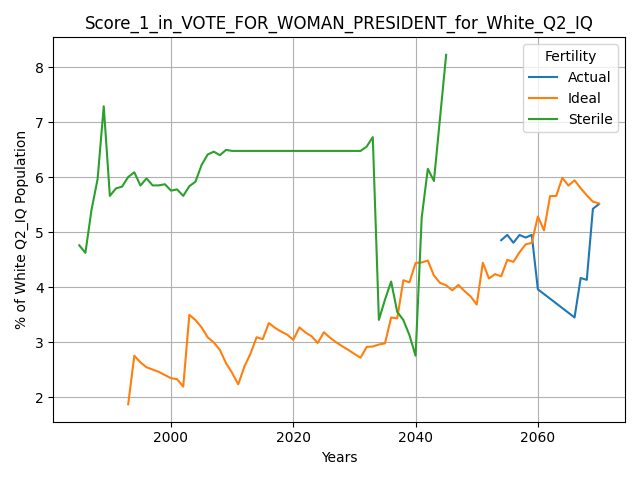 Score_1_in_VOTE_FOR_WOMAN_PRESIDENT_for_White_Q2_IQ
Fertility
Actual
Ideal
Sterile
% of White Q2_IQ Population
8
7
6
5
4
3
2
2000
2020
2040
2060
Years